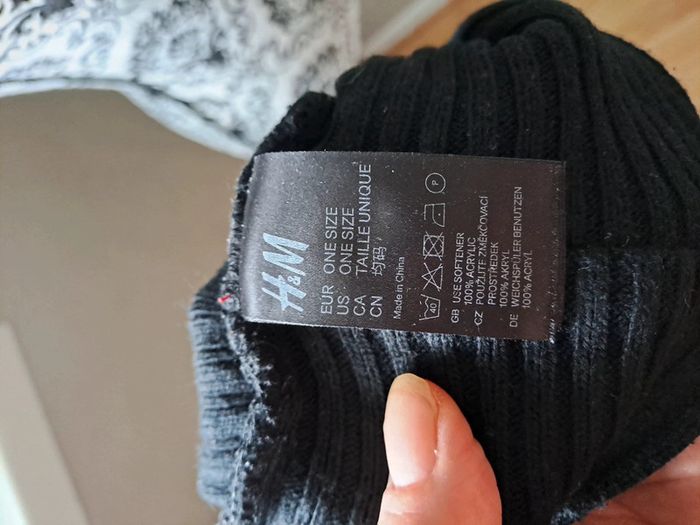 H&M
EUR ONE SIZE
US ONE SIZE
CA TAILLE UNIQUE
CN 均码
Made in China
40 P
GB USE SOFTENER
100% ACRYLIC
CZ POUŽIJTE ZMĚKČOVACÍ
PROSTŘEDEK
100% AKRYL
DE WEICHSPÜLER BENUTZEN
100% ACRYL